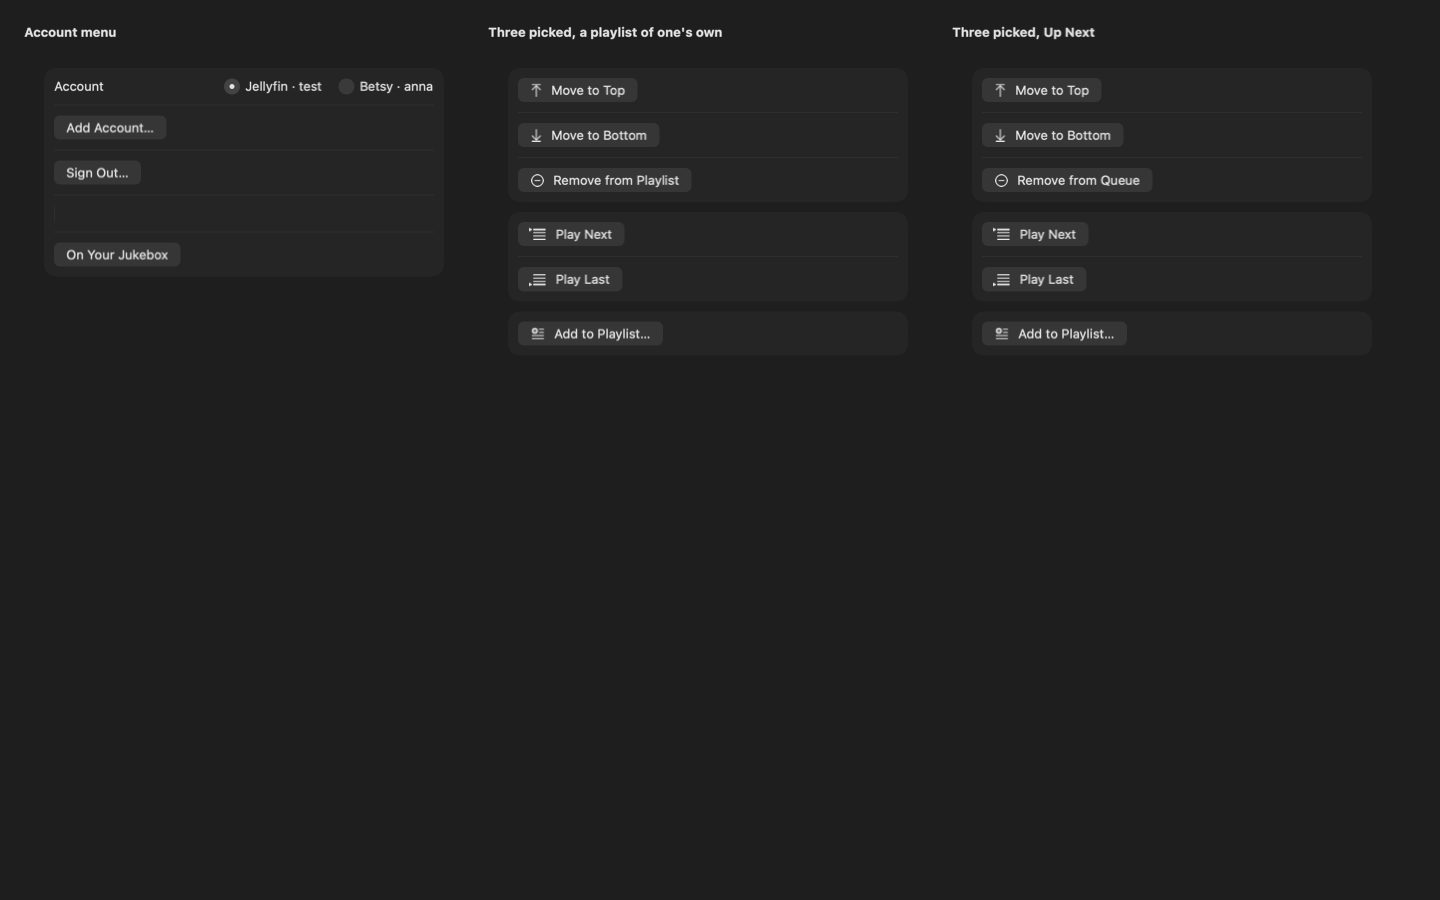 Account menu
Account
Jellyfin · test
Betsy · anna
Add Account...
Sign Out...
On Your Jukebox
Three picked, a playlist of one's own
Move to Top
Move to Bottom
Remove from Playlist
Play Next
Play Last
Add to Playlist...
Three picked, Up Next
Move to Top
Move to Bottom
Remove from Queue
Play Next
Play Last
Add to Playlist...